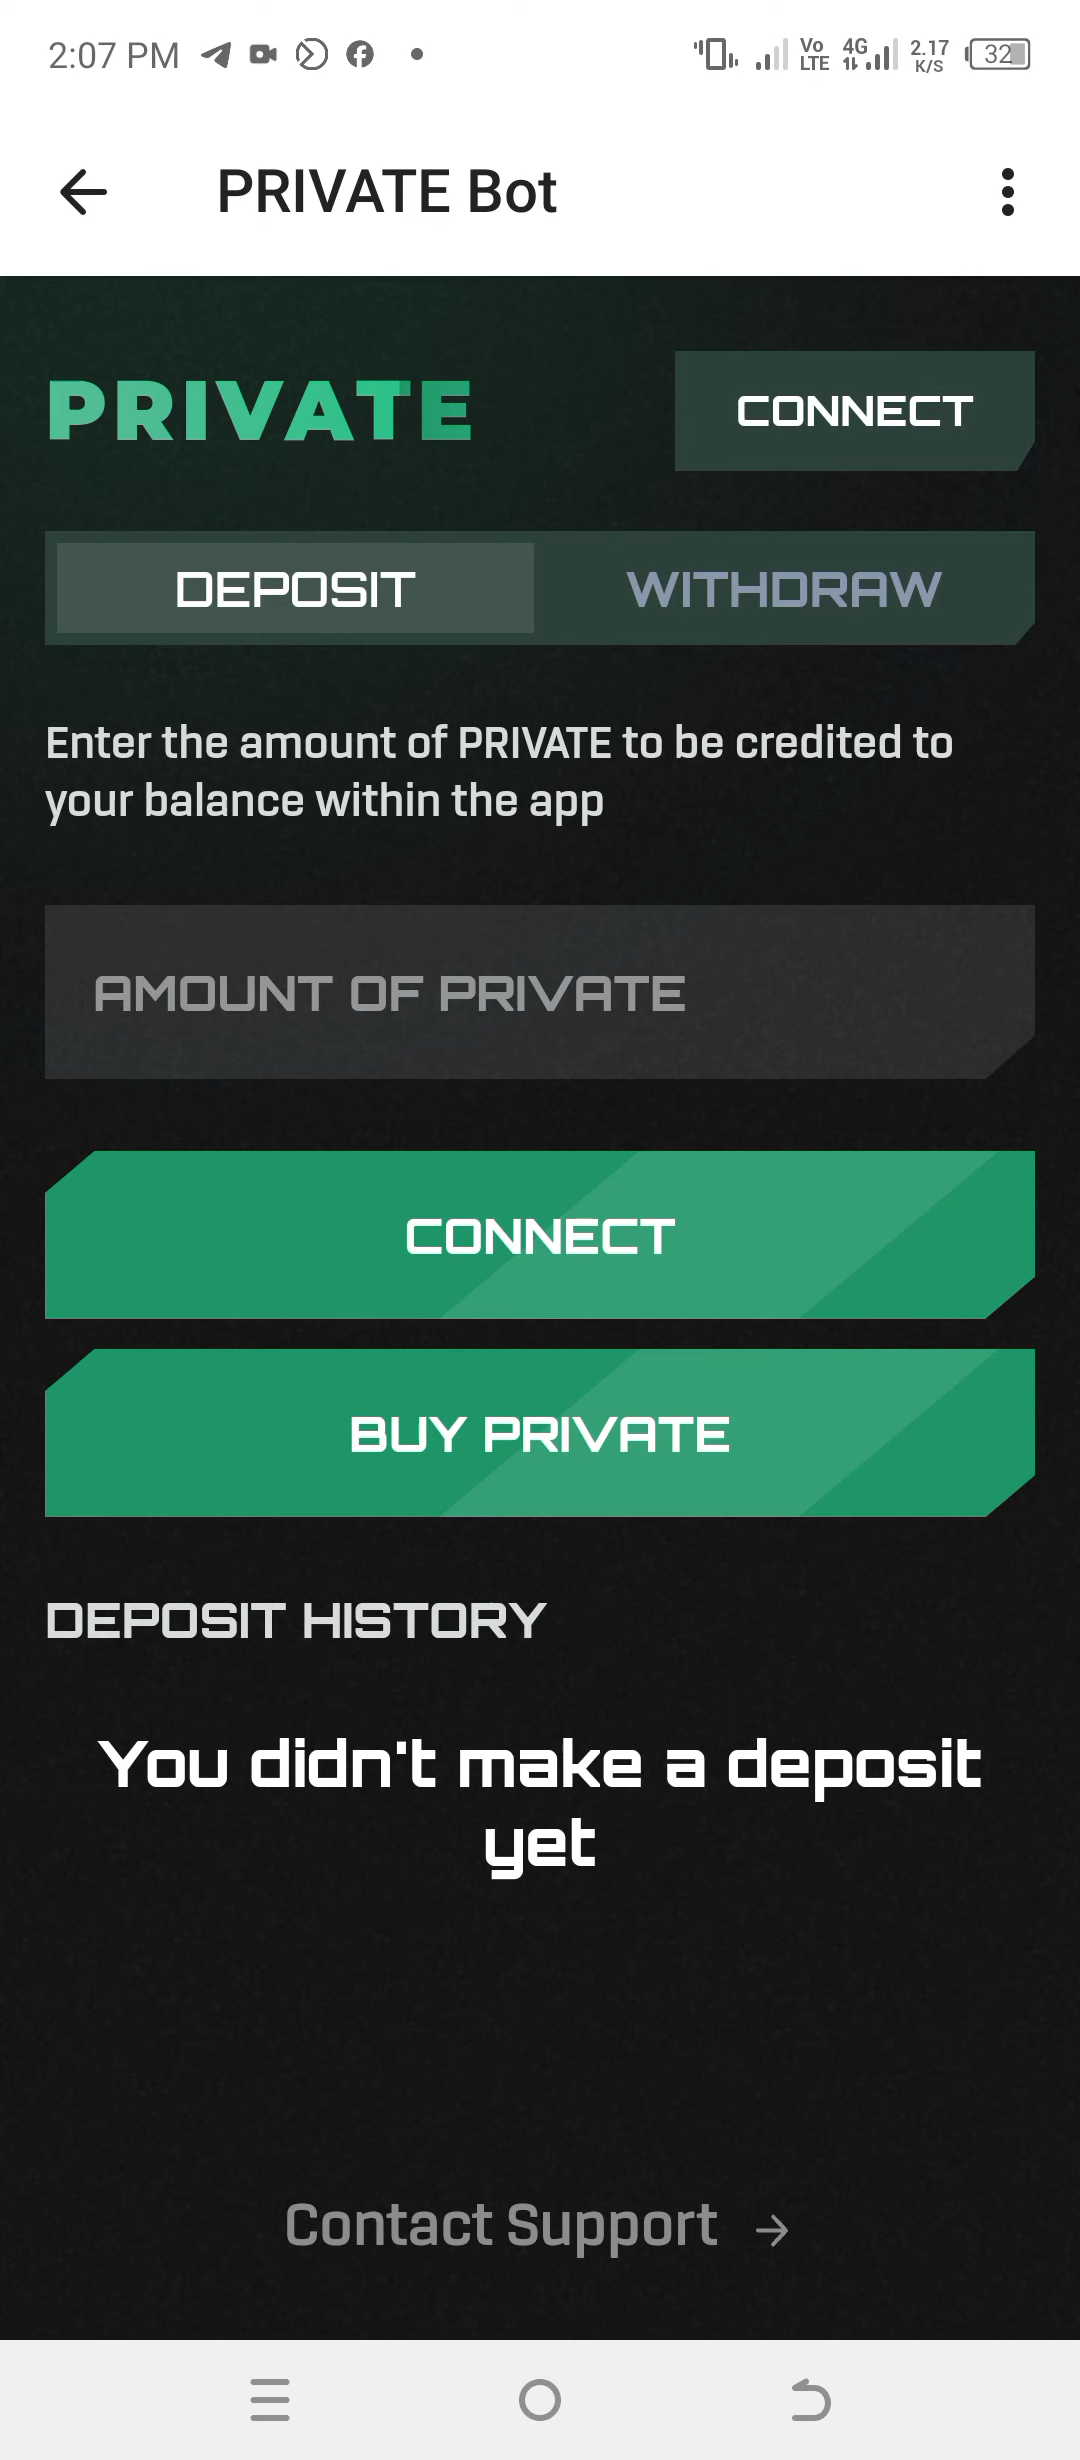 2:07 PM
Vo LTE 4G 2.17 K/S 32
PRIVATE Bot
PRIVATE
CONNECT
DEPOSIT
WITHDRAW
Enter the amount of PRIVATE to be credited to
your balance within the app
AMOUNT OF PRIVATE
CONNECT
BUY PRIVATE
DEPOSIT HISTORY
You didn't make a deposit
yet
Contact Support